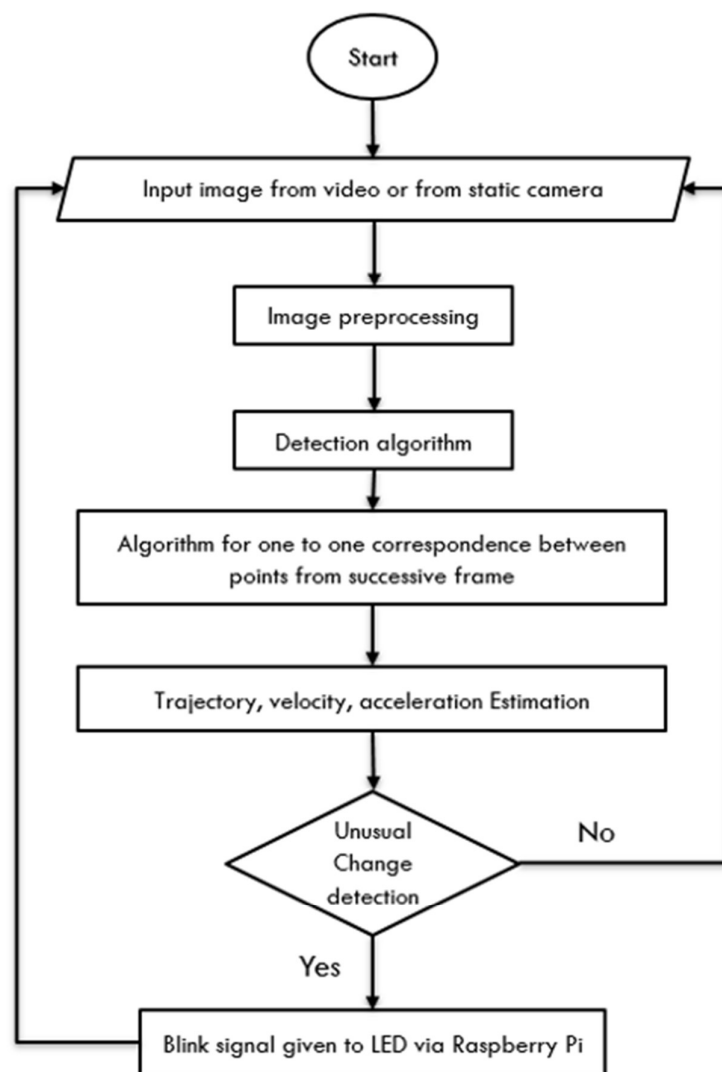 Start
Input image from video or from static camera
Image preprocessing
Detection algorithm
Algorithm for one to one correspondence between
points from successive frame
Trajectory, velocity, acceleration Estimation
Unusual
Change
detection
No
Yes
Blink signal given to LED via Raspberry Pi